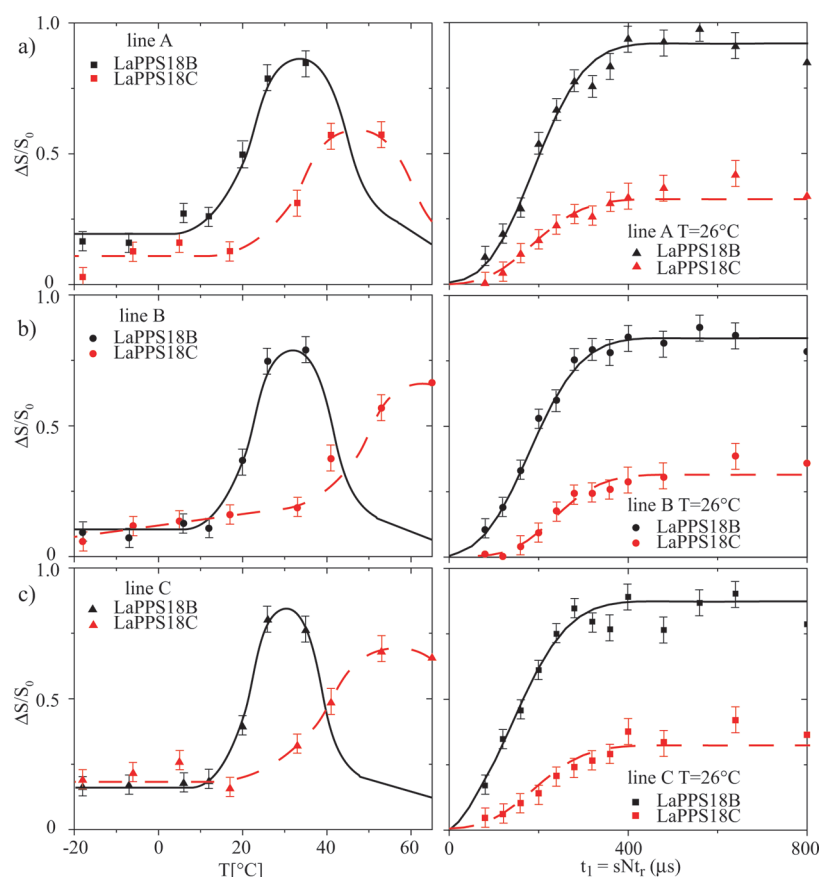 a)
line A
LaPPS18B
LaPPS18C
1.0
0.5
0
ΔS/S0
line A T=26°C
LaPPS18B
LaPPS18C
b)
line B
LaPPS18B
LaPPS18C
1.0
0.5
0
ΔS/S0
line B T=26°C
LaPPS18B
LaPPS18C
c)
line C
LaPPS18B
LaPPS18C
1.0
0.5
0
ΔS/S0
line C T=26°C
LaPPS18B
LaPPS18C
-20 0 20 40 60
T[°C]
0 400 800
t1 = sNtr (μs)